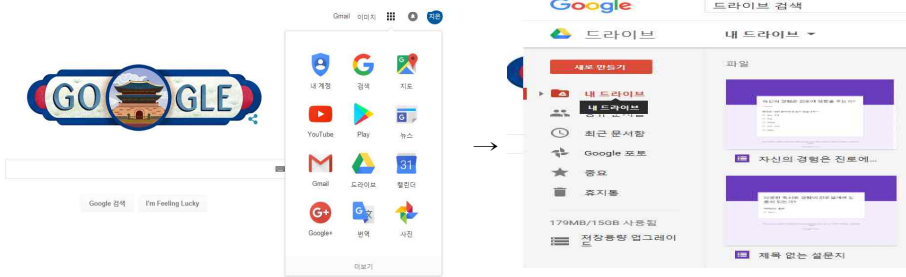 Gmail 이미지
지은
내 계정
검색
지도
YouTube
Play
뉴스
Gmail
드라이브
31
캘린더
G+
Google+
번역
사진
더보기
GO GLE
Google 검색
I'm Feeling Lucky
→
Google
드라이브 검색
드라이브
내 드라이브
새로 만들기
내 드라이브
내 드라이브
최근 문서함
Google 포토
중요
휴지통
179MB/15GB 사용됨
저장용량 업그레이
드
파일
자신의 경험은 진로에...
제목 없는 설문지